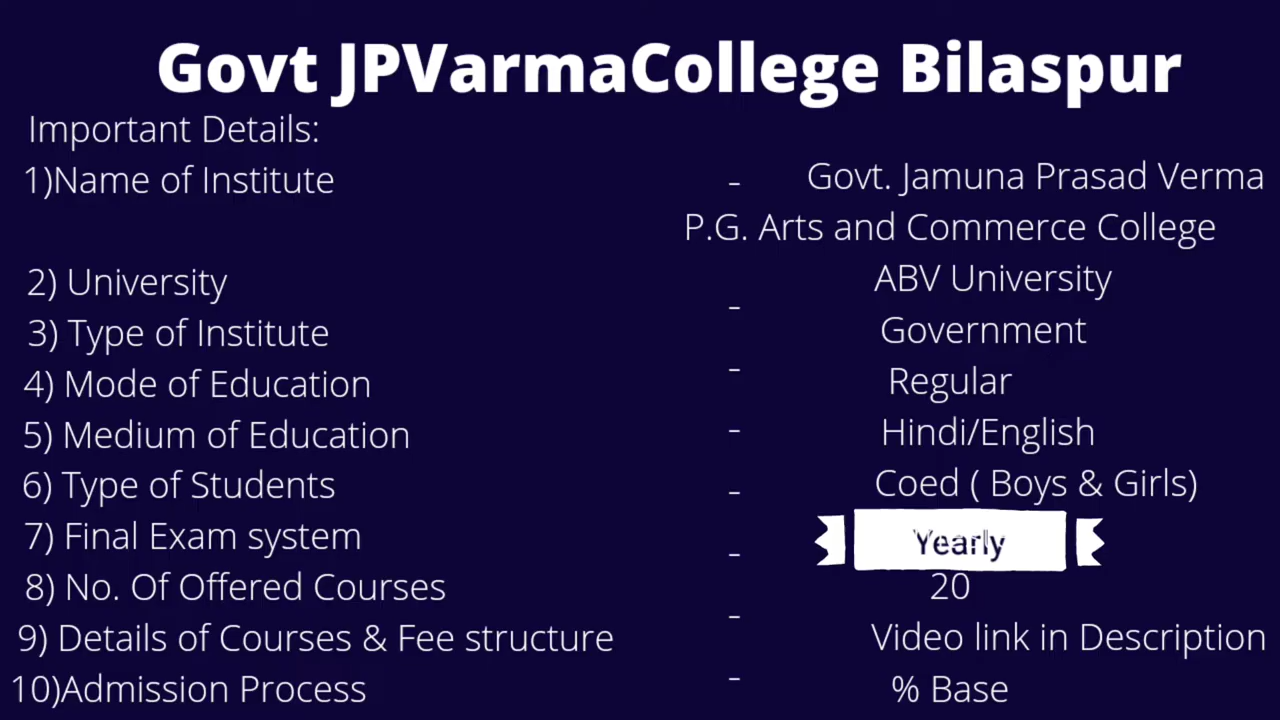 Govt JPVarmaCollege Bilaspur
Important Details:
1)Name of Institute - Govt. Jamuna Prasad Verma
P.G. Arts and Commerce College
2) University - ABV University
3) Type of Institute - Government
4) Mode of Education - Regular
5) Medium of Education - Hindi/English
6) Type of Students - Coed ( Boys & Girls)
7) Final Exam system - Yearly
8) No. Of Offered Courses - 20
9) Details of Courses & Fee structure - Video link in Description
10)Admission Process % Base